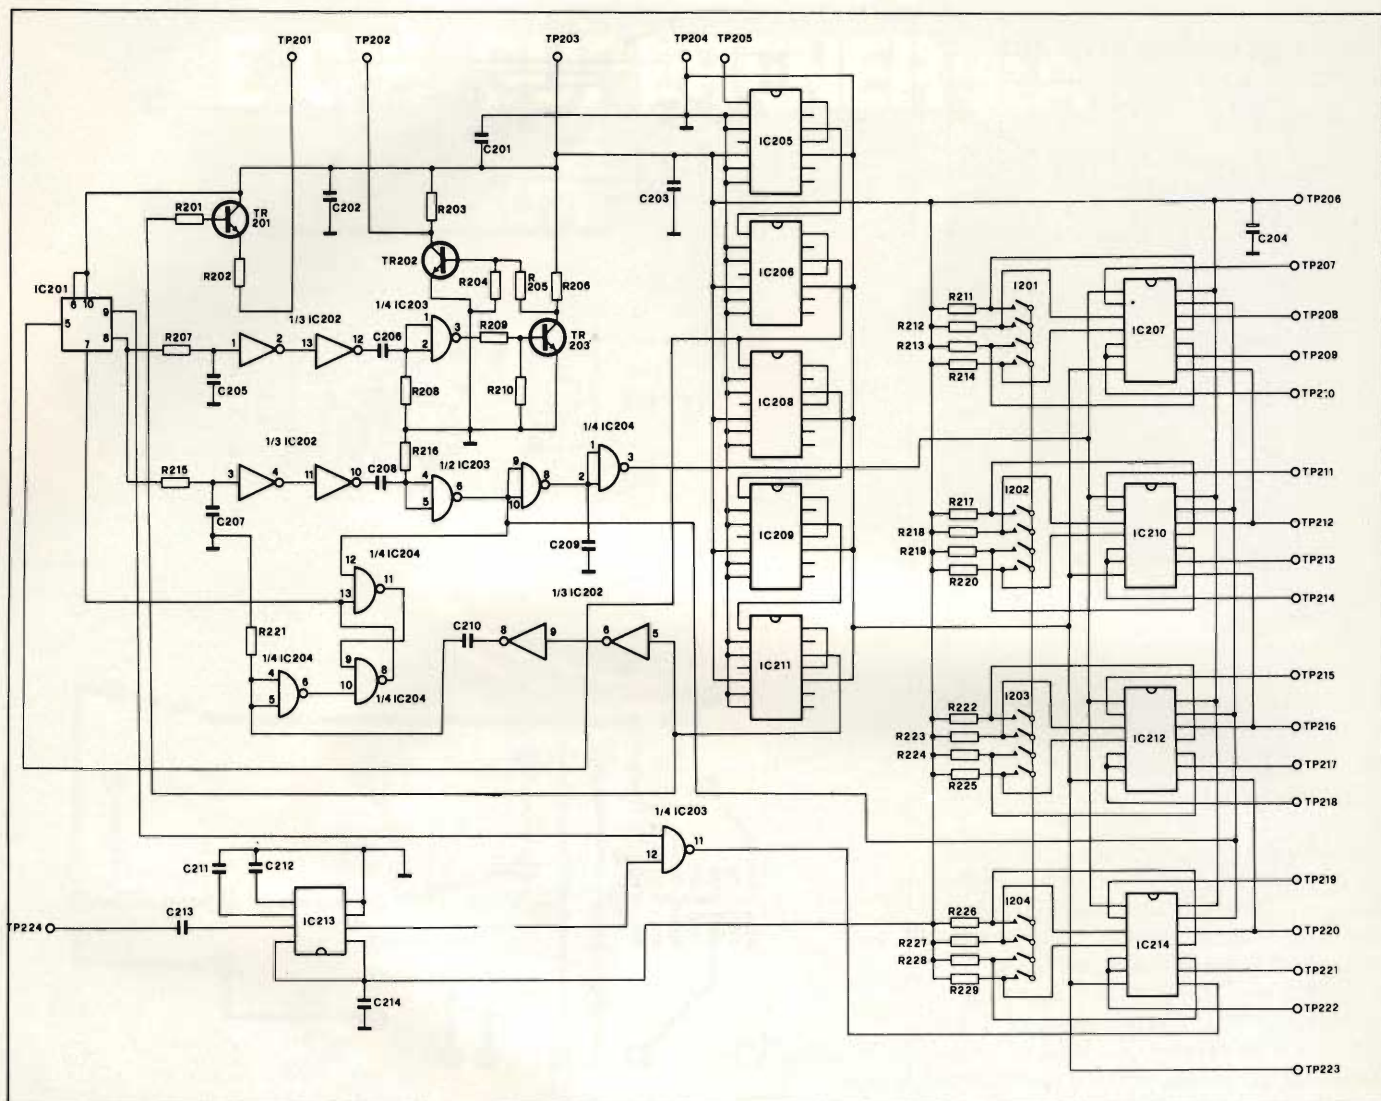 TP201 TP202 TP203 TP204 TP205
IC205
C201
C203
R201
TR
201
C202
R203
TP206
C204
TR202
R204
R
205
R206
IC206
TP207
IC201
6 10 9
5 8
7
R202
1/4 IC203
I201
R211
R212
R213
R214
IC207
TP208
TP209
TP210
R207
1/3 IC202
1 2 13 12
C206
1
2
3
R209
TR
203
C205
R208
R210
IC208
1/3 IC202
R216
1/2 IC203
1/4 IC204
1
2
3
R215
3 4 11 10
C208
4
5
6
9
10
8
C207
C209
IC209
R217
R218
R219
R220
I202
IC210
TP211
TP212
TP213
TP214
1/4 IC204
12
13
11
1/3 IC202
R221
1/4 IC204
4
5
6
9
10
8
1/4 IC204
C210
8 9 6 5
IC211
R222
R223
R224
R225
I203
IC212
TP215
TP216
TP217
TP218
1/4 IC203
12
11
C211
C212
C213
TP224
IC213
C214
R226
R227
R228
R229
I204
IC214
TP219
TP220
TP221
TP222
TP223